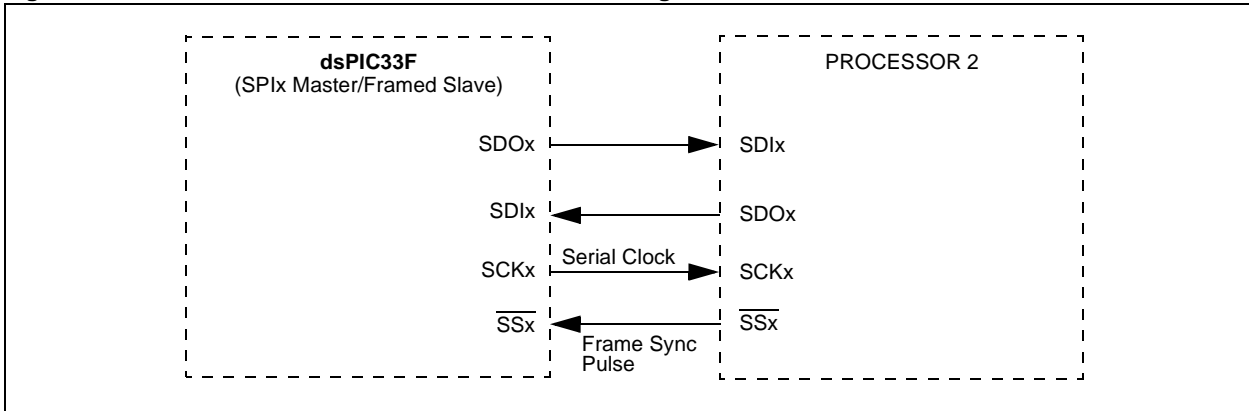 dsPIC33F
(SPIx Master/Framed Slave)
PROCESSOR 2
SDOx
SDIx
SDIx
SDOx
SCKx
Serial Clock
SCKx
SSx
Frame Sync
Pulse
SSx